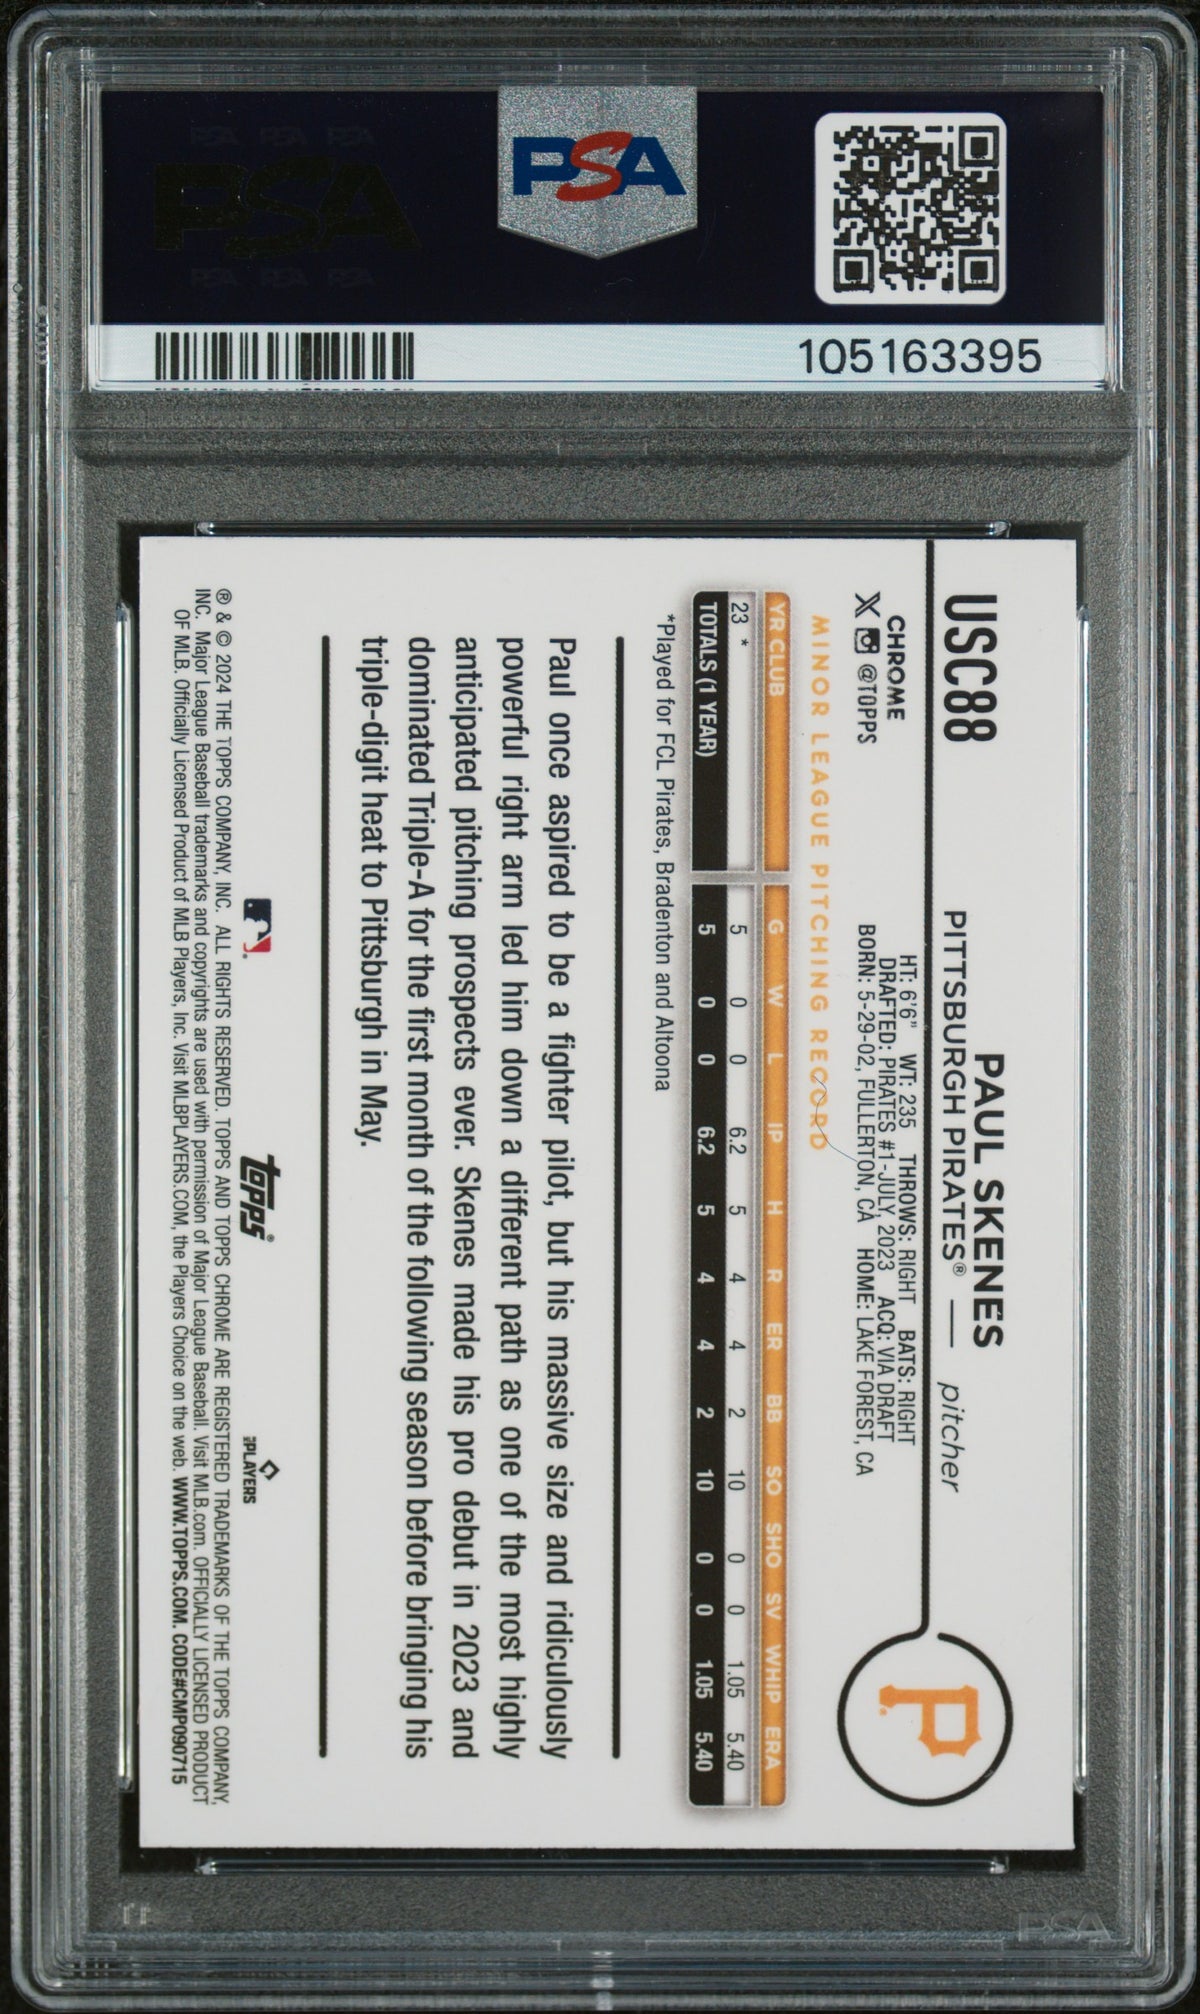 PSA PSA PSA
PSA
PSA PSA PSA
PSA
105163395
USC88
PAUL SKENES
PITTSBURGH PIRATES® — pitcher
P®
CHROME
X @TOPPS
HT: 6'6" WT: 235 THROWS: RIGHT BATS: RIGHT
DRAFTED: PIRATES #1-JULY, 2023 ACQ: VIA DRAFT
BORN: 5-29-02, FULLERTON, CA HOME: LAKE FOREST, CA
MINOR LEAGUE PITCHING RECORD
YR CLUB G W L IP H R ER BB SO SHO SV WHIP ERA
23 * 5 0 0 6.2 5 4 4 2 10 0 0 1.05 5.40
TOTALS (1 YEAR) 5 0 0 6.2 5 4 4 2 10 0 0 1.05 5.40
*Played for FCL Pirates, Bradenton and Altoona
Paul once aspired to be a fighter pilot, but his massive size and ridiculously
powerful right arm led him down a different path as one of the most highly
anticipated pitching prospects ever. Skenes made his pro debut in 2023 and
dominated Triple-A for the first month of the following season before bringing his
triple-digit heat to Pittsburgh in May.
topps®
MLB PLAYERS
® & © 2024 THE TOPPS COMPANY, INC. ALL RIGHTS RESERVED. TOPPS AND TOPPS CHROME ARE REGISTERED TRADEMARKS OF THE TOPPS COMPANY,
INC. Major League Baseball trademarks and copyrights are used with permission of Major League Baseball. Visit MLB.com. OFFICIALLY LICENSED PRODUCT
OF MLB. Officially Licensed Product of MLB Players, Inc. Visit MLBPLAYERS.COM, the Players Choice on the web. WWW.TOPPS.COM. CODE#CMP090715
PSA